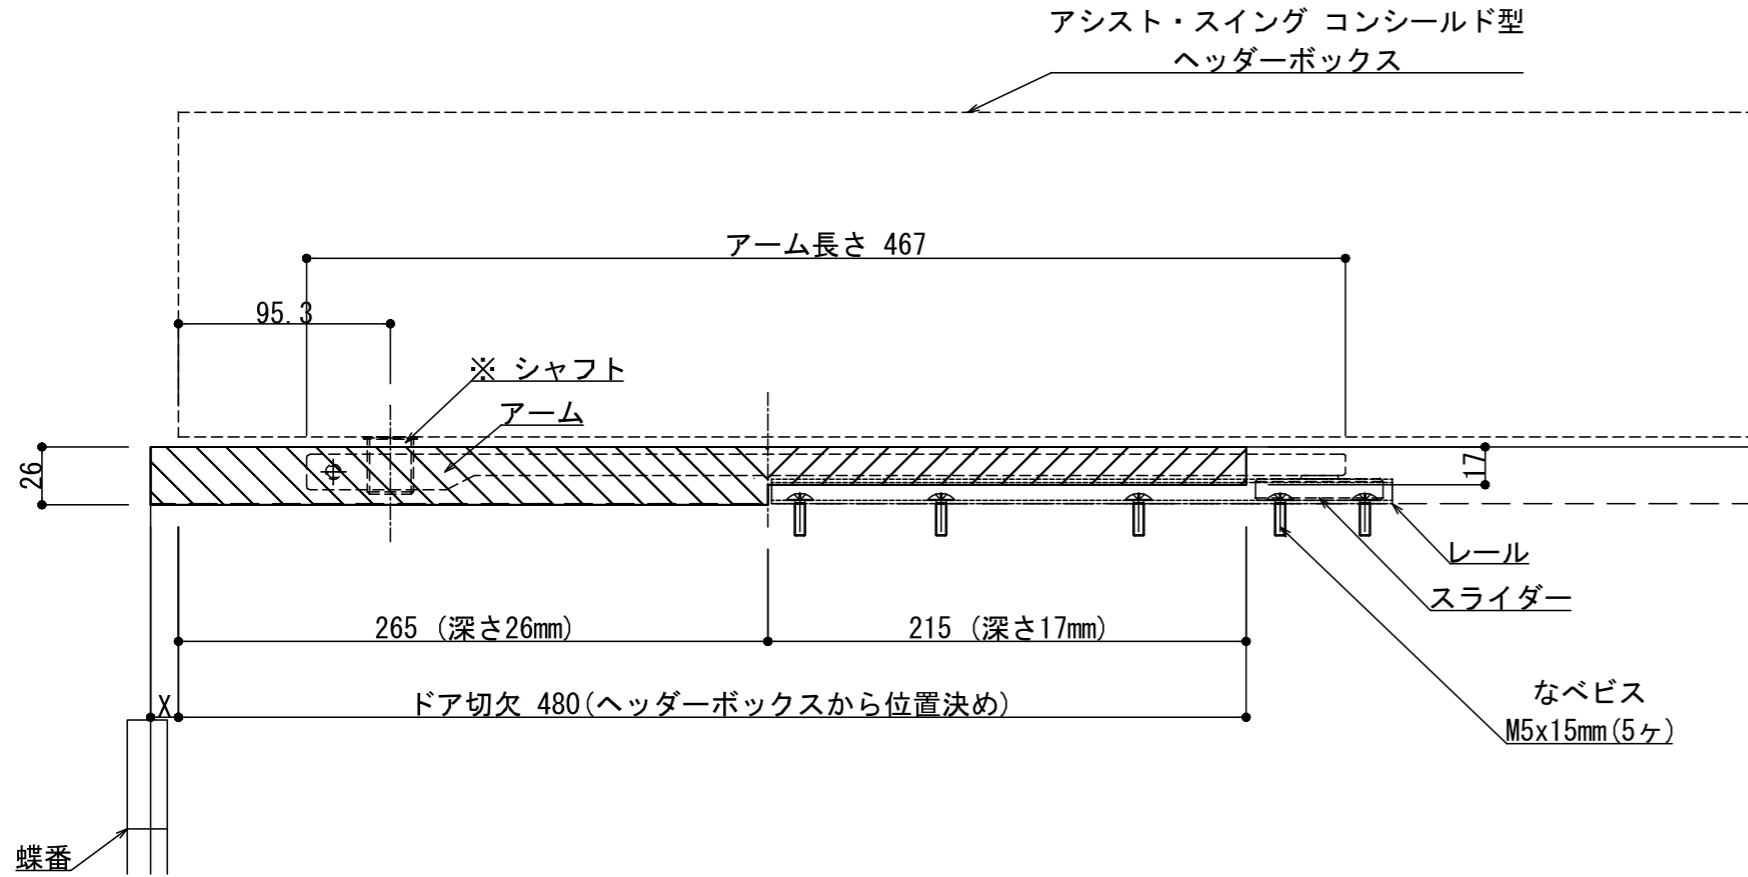 アシスト・スイング コンシールド型
ヘッダーボックス
アーム長さ 467
95.3
※ シャフト
アーム
26
17
レール
スライダー
265 (深さ26mm)
215 (深さ17mm)
X
ドア切欠 480(ヘッダーボックスから位置決め)
なベビス
M5x15mm(5ヶ)
蝶番